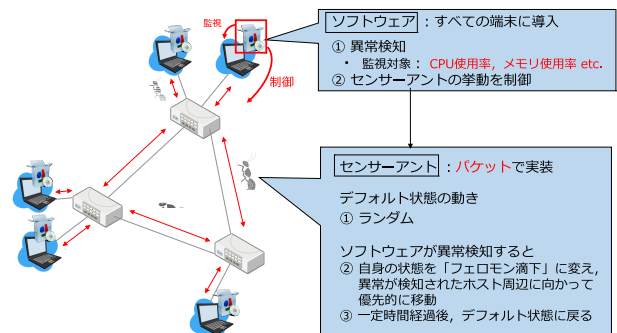 監視
制御
ソフトウェア：すべての端末に導入
① 異常検知
・ 監視対象： CPU使用率，メモリ使用率 etc.
② センサーアントの挙動を制御
センサーアント：パケットで実装
デフォルト状態の動き
① ランダム
ソフトウェアが異常検知すると
② 自身の状態を「フェロモン滴下」に変え，
異常が検知されたホスト周辺に向かって
優先的に移動
③ 一定時間経過後，デフォルト状態に戻る